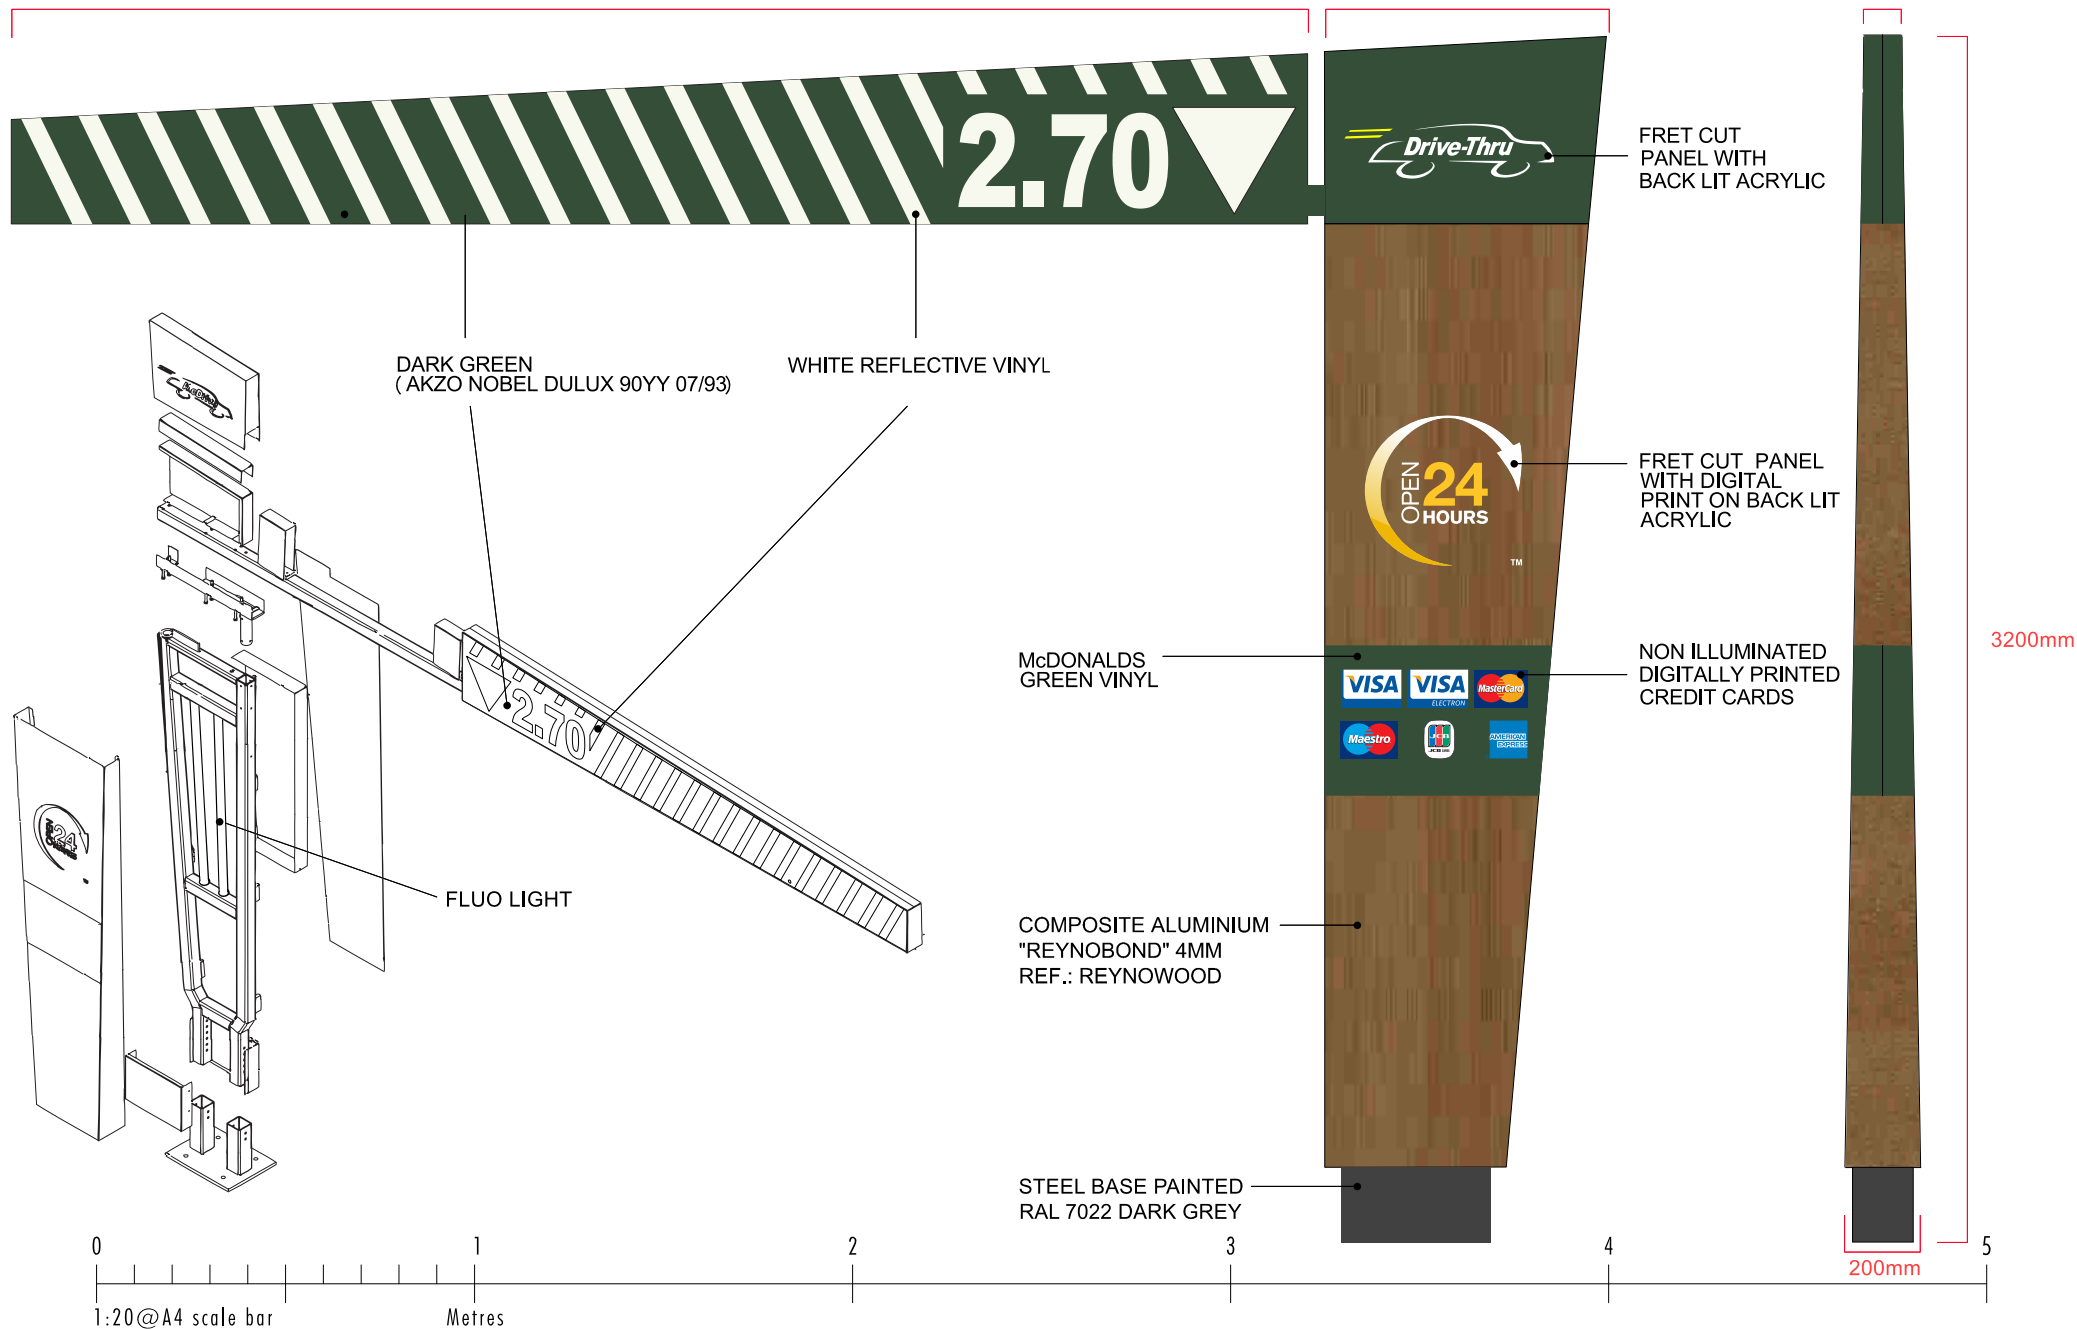 2.70
Drive-Thru
FRET CUT
PANEL WITH
BACK LIT ACRYLIC
DARK GREEN
( AKZO NOBEL DULUX 90YY 07/93)
WHITE REFLECTIVE VINYL
OPEN
24
HOURS
TM
FRET CUT PANEL
WITH DIGITAL
PRINT ON BACK LIT
ACRYLIC
3200mm
McDONALDS
GREEN VINYL
VISA
VISA
ELECTRON
MasterCard
Maestro
JCB
AMERICAN
EXPRESS
NON ILLUMINATED
DIGITALLY PRINTED
CREDIT CARDS
2.70
OPEN
24
HOURS
FLUO LIGHT
COMPOSITE ALUMINIUM
"REYNOBOND" 4MM
REF.: REYNOWOOD
STEEL BASE PAINTED
RAL 7022 DARK GREY
200mm
0 1 2 3 4 5
1:20@A4 scale bar Metres